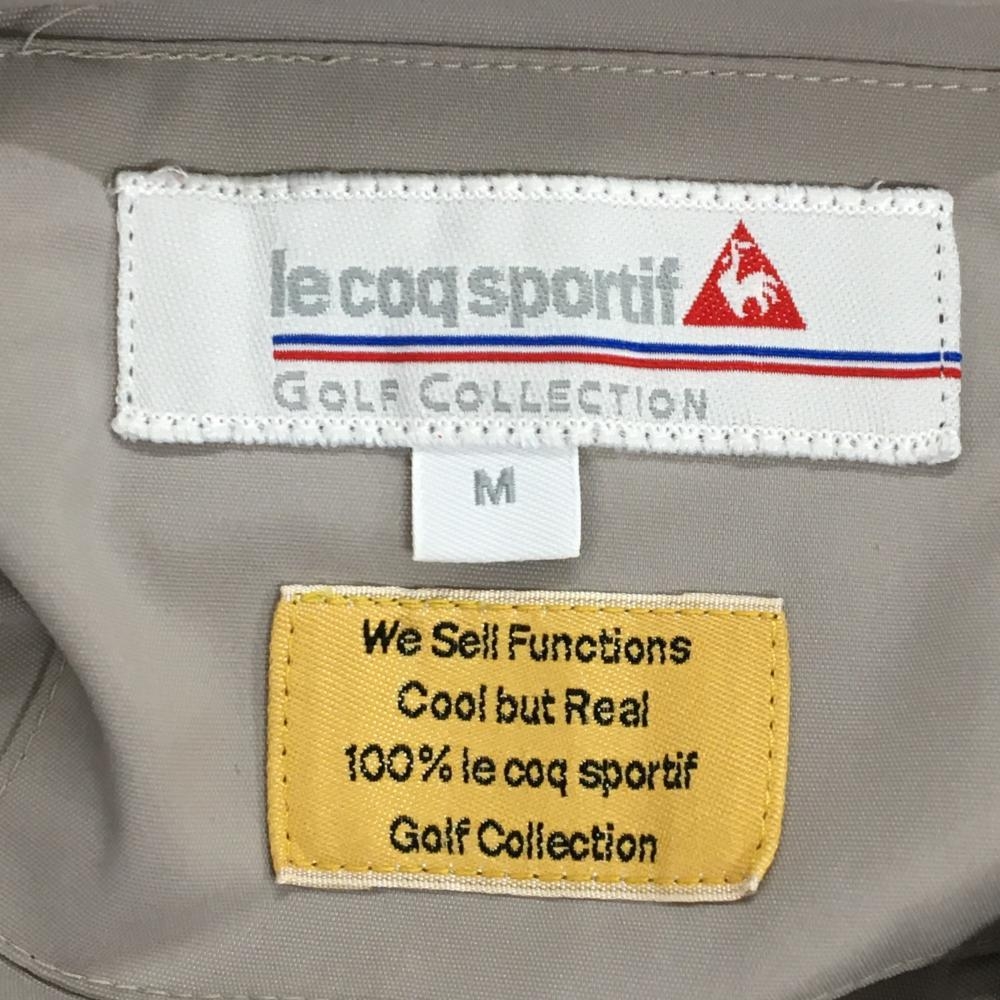 le coq sportif
GOLF COLLECTION
M
We Sell Functions
Cool but Real
100% le coq sportif
Golf Collection